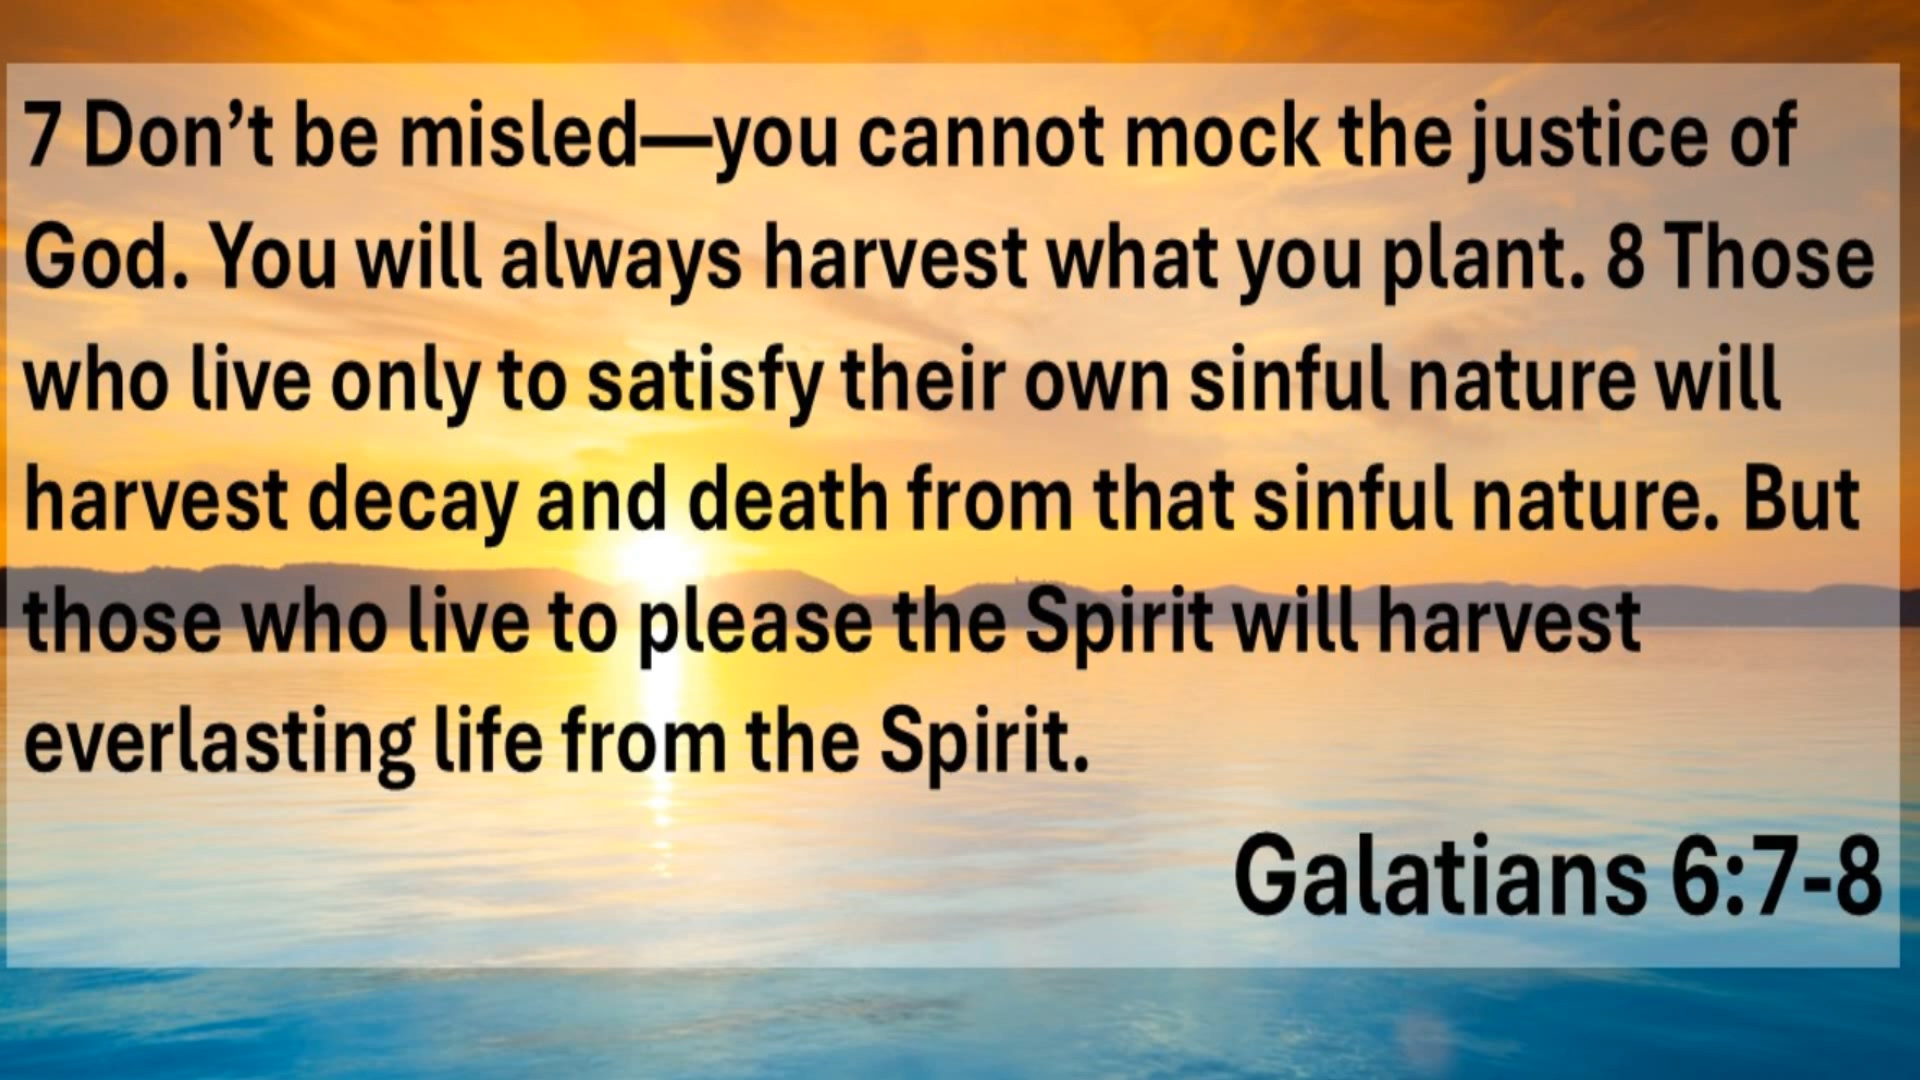 7 Don’t be misled—you cannot mock the justice of
God. You will always harvest what you plant. 8 Those
who live only to satisfy their own sinful nature will
harvest decay and death from that sinful nature. But
those who live to please the Spirit will harvest
everlasting life from the Spirit.
Galatians 6:7-8